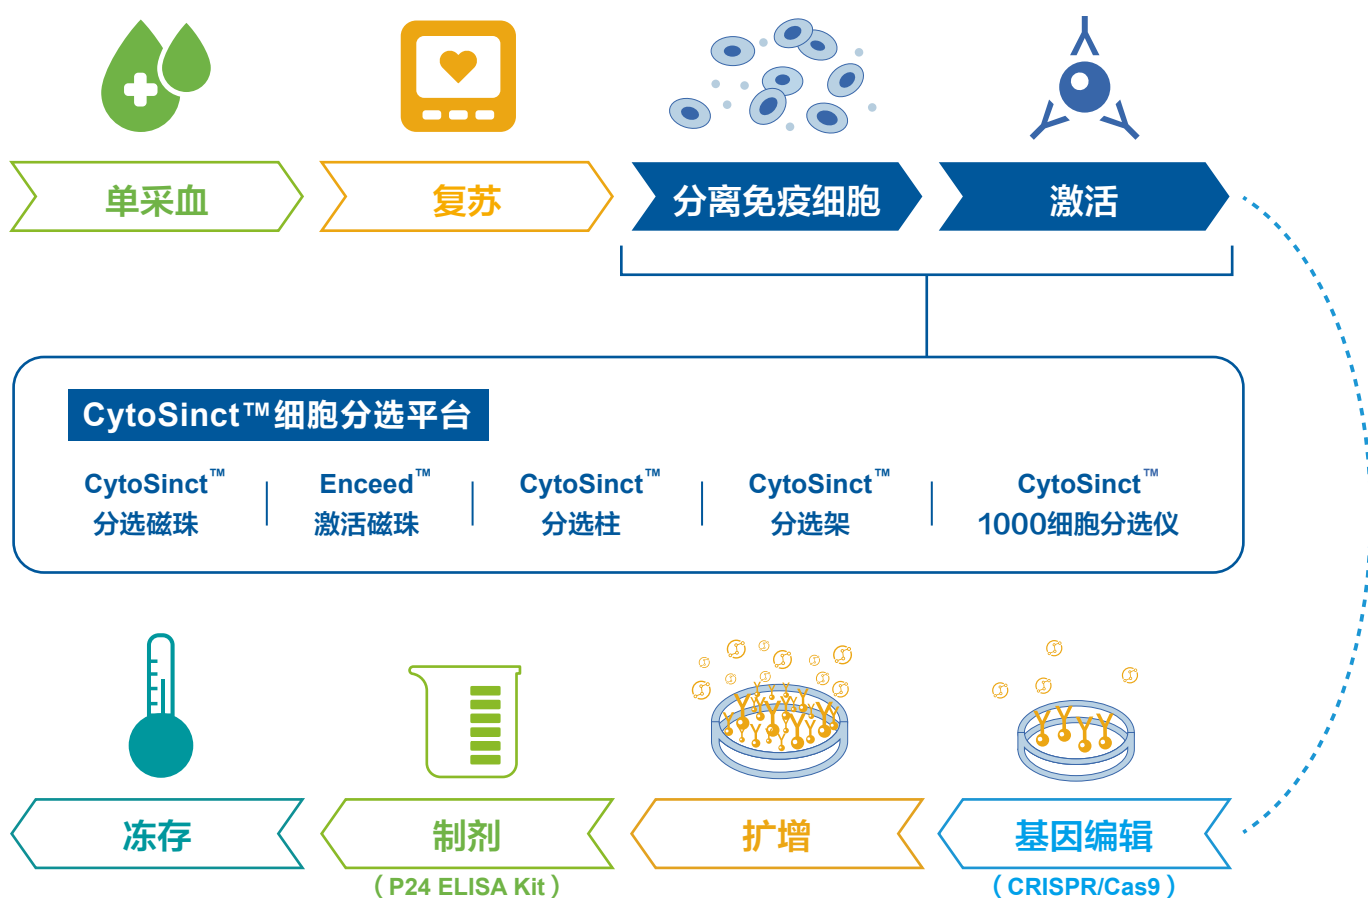 单采血
复苏
分离免疫细胞
激活
CytoSinct™细胞分选平台
CytoSinct™
分选磁珠
Enceed™
激活磁珠
CytoSinct™
分选柱
CytoSinct™
分选架
CytoSinct™
1000细胞分选仪
冻存
制剂
（P24 ELISA Kit）
扩增
基因编辑
（CRISPR/Cas9）